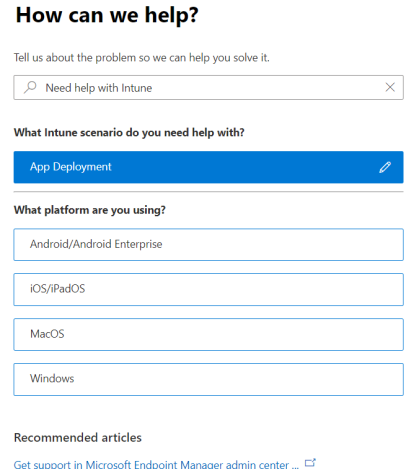 How can we help?
Tell us about the problem so we can help you solve it.
Need help with Intune
What Intune scenario do you need help with?
App Deployment
What platform are you using?
Android/Android Enterprise
iOS/iPadOS
MacOS
Windows
Recommended articles
Get support in Microsoft Endpoint Manager admin center ...